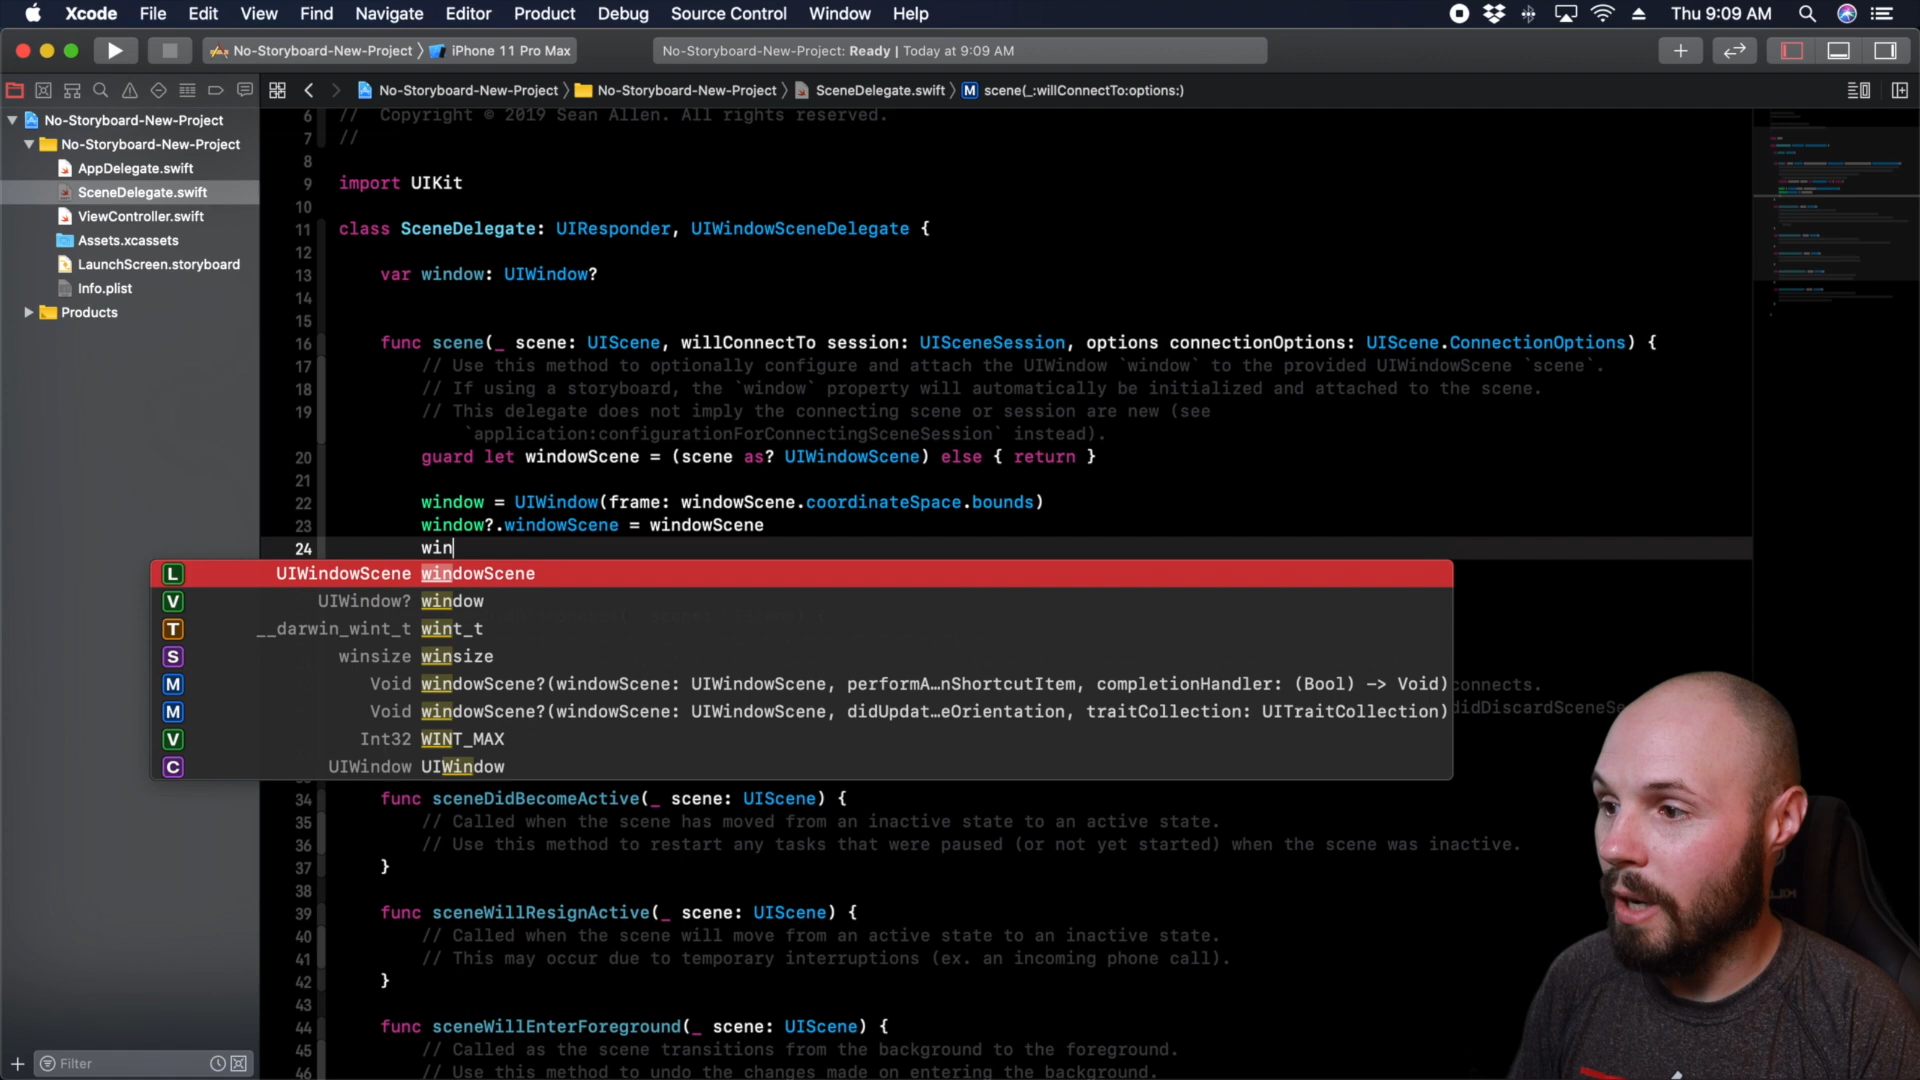 Xcode File Edit View Find Navigate Editor Product Debug Source Control Window Help Thu 9:09 AM
No-Storyboard-New-Project 〉 iPhone 11 Pro Max No-Storyboard-New-Project: Ready | Today at 9:09 AM
No-Storyboard-New-Project 〉 No-Storyboard-New-Project 〉 SceneDelegate.swift 〉 M scene(_:willConnectTo:options:)
No-Storyboard-New-Project
No-Storyboard-New-Project
AppDelegate.swift
SceneDelegate.swift
ViewController.swift
Assets.xcassets
LaunchScreen.storyboard
Info.plist
Products
Filter
6 // Copyright © 2019 Sean Allen. All rights reserved.
7 //
8
9 import UIKit
10
11 class SceneDelegate: UIResponder, UIWindowSceneDelegate {
12
13 var window: UIWindow?
14
15
16 func scene(_ scene: UIScene, willConnectTo session: UISceneSession, options connectionOptions: UIScene.ConnectionOptions) {
17 // Use this method to optionally configure and attach the UIWindow `window` to the provided UIWindowScene `scene`.
18 // If using a storyboard, the `window` property will automatically be initialized and attached to the scene.
19 // This delegate does not imply the connecting scene or session are new (see
`application:configurationForConnectingSceneSession` instead).
20 guard let windowScene = (scene as? UIWindowScene) else { return }
21
22 window = UIWindow(frame: windowScene.coordinateSpace.bounds)
23 window?.windowScene = windowScene
24 win
L UIWindowScene windowScene
V UIWindow? window
T __darwin_wint_t wint_t
S winsize winsize
M Void windowScene?(windowScene: UIWindowScene, performA…nShortcutItem, completionHandler: (Bool) -> Void) connects.
M Void windowScene?(windowScene: UIWindowScene, didUpdat…eOrientation, traitCollection: UITraitCollection) didDiscardSceneSe
V Int32 WINT_MAX
C UIWindow UIWindow
34 func sceneDidBecomeActive(_ scene: UIScene) {
35 // Called when the scene has moved from an inactive state to an active state.
36 // Use this method to restart any tasks that were paused (or not yet started) when the scene was inactive.
37 }
38
39 func sceneWillResignActive(_ scene: UIScene) {
40 // Called when the scene will move from an active state to an inactive state.
41 // This may occur due to temporary interruptions (ex. an incoming phone call).
42 }
43
44 func sceneWillEnterForeground(_ scene: UIScene) {
45 // Called as the scene transitions from the background to the foreground.
46 // Use this method to undo the changes made on entering the background.